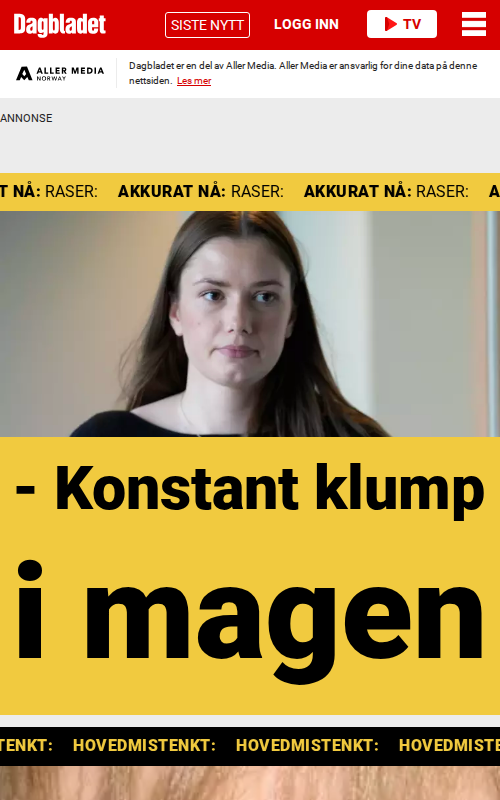 Dagbladet
SISTE NYTT
LOGG INN
TV
ALLER MEDIA
NORWAY
Dagbladet er en del av Aller Media. Aller Media er ansvarlig for dine data på denne
nettsiden. Les mer
ANNONSE
T NÅ: RASER: AKKURAT NÅ: RASER: AKKURAT NÅ: RASER: A
- Konstant klump
i magen
TENKT: HOVEDMISTENKT: HOVEDMISTENKT: HOVEDMISTE